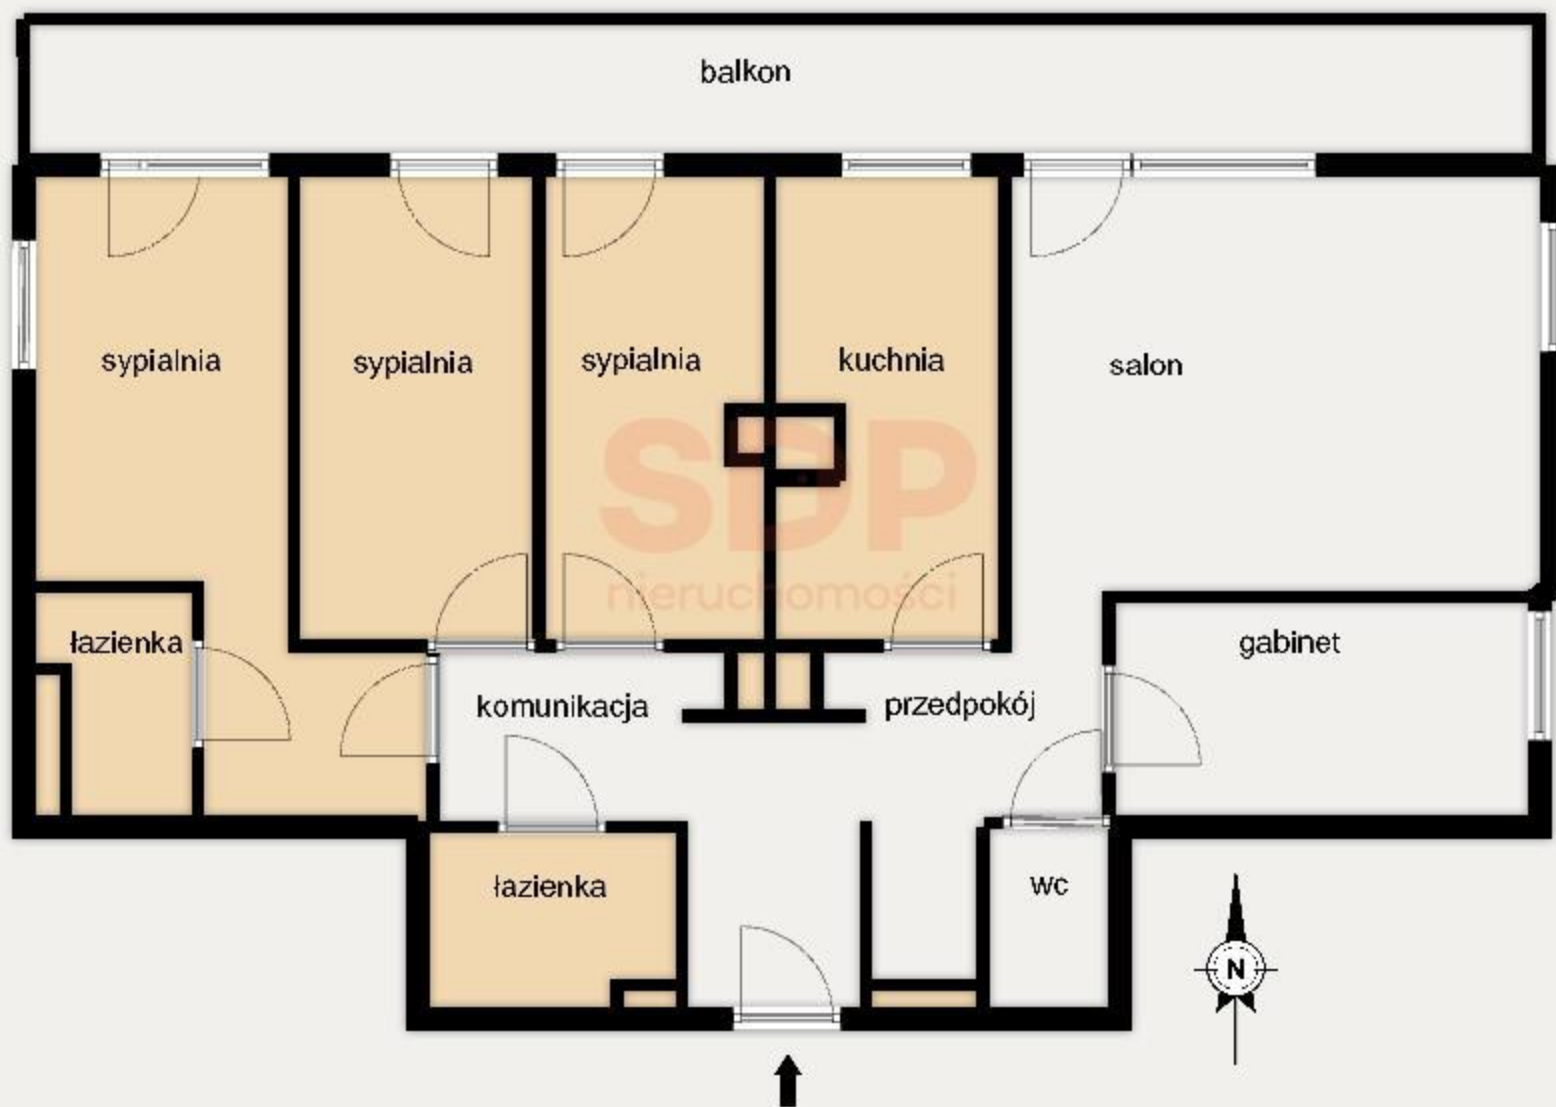 balkon
sypialnia
sypialnia
sypialnia
kuchnia
salon
SDP
nieruchomości
łazienka
gabinet
komunikacja
przedpokój
łazienka
wc
N